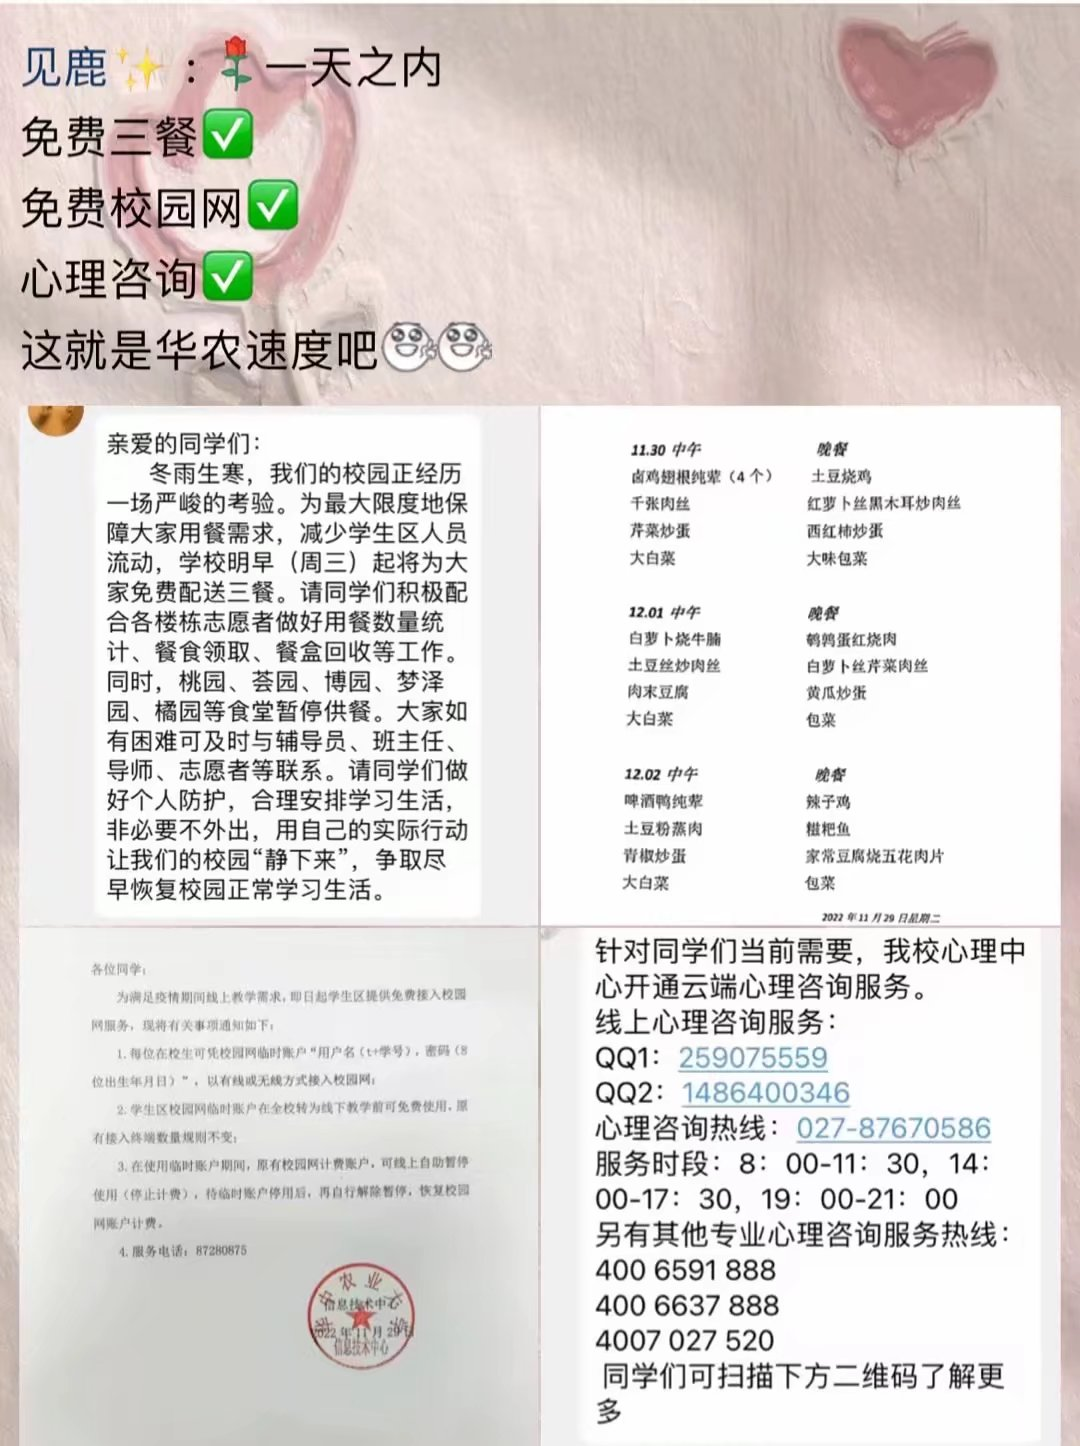 见鹿✨：🌹一天之内
免费三餐✅
免费校园网✅
心理咨询✅
这就是华农速度吧
亲爱的同学们：
冬雨生寒，我们的校园正经历
一场严峻的考验。为最大限度地保
障大家用餐需求，减少学生区人员
流动，学校明早（周三）起将为大
家免费配送三餐。请同学们积极配
合各楼栋志愿者做好用餐数量统
计、餐食领取、餐盒回收等工作。
同时，桃园、荟园、博园、梦泽
园、橘园等食堂暂停供餐。大家如
有困难可及时与辅导员、班主任、
导师、志愿者等联系。请同学们做
好个人防护，合理安排学习生活，
非必要不外出，用自己的实际行动
让我们的校园“静下来”，争取尽
早恢复校园正常学习生活。
11.30 中午 晚餐
卤鸡翅根纯荤（4 个） 土豆烧鸡
千张肉丝 红萝卜丝黑木耳炒肉丝
芹菜炒蛋 西红柿炒蛋
大白菜 大味包菜
12.01 中午 晚餐
白萝卜烧牛腩 鹌鹑蛋红烧肉
土豆丝炒肉丝 白萝卜丝芹菜肉丝
肉末豆腐 黄瓜炒蛋
大白菜 包菜
12.02 中午 晚餐
啤酒鸭纯荤 辣子鸡
土豆粉蒸肉 糍粑鱼
青椒炒蛋 家常豆腐烧五花肉片
大白菜 包菜
2022 年 11 月 29 日星期二
各位同学：
为满足疫情期间线上教学需求，即日起学生区提供免费接入校园
网服务，现将有关事项通知如下：
1.每位在校生可凭校园网临时账户“用户名（t+学号），密码（8
位出生年月日）”，以有线或无线方式接入校园网；
2.学生区校园网临时账户在全校转为线下教学前可免费使用，原
有接入终端数量规则不变；
3.在使用临时账户期间，原有校园网计费账户，可线上自助暂停
使用（停止计费），待临时账户停用后，再自行解除暂停，恢复校园
网账户计费。
4.服务电话：87280875
华中农业大学
信息技术中心
2022 年 11 月 29 日
信息技术中心
针对同学们当前需要，我校心理中
心开通云端心理咨询服务。
线上心理咨询服务：
QQ1：259075559
QQ2：1486400346
心理咨询热线：027-87670586
服务时段：8：00-11：30，14：
00-17：30，19：00-21：00
另有其他专业心理咨询服务热线：
400 6591 888
400 6637 888
4007 027 520
同学们可扫描下方二维码了解更
多